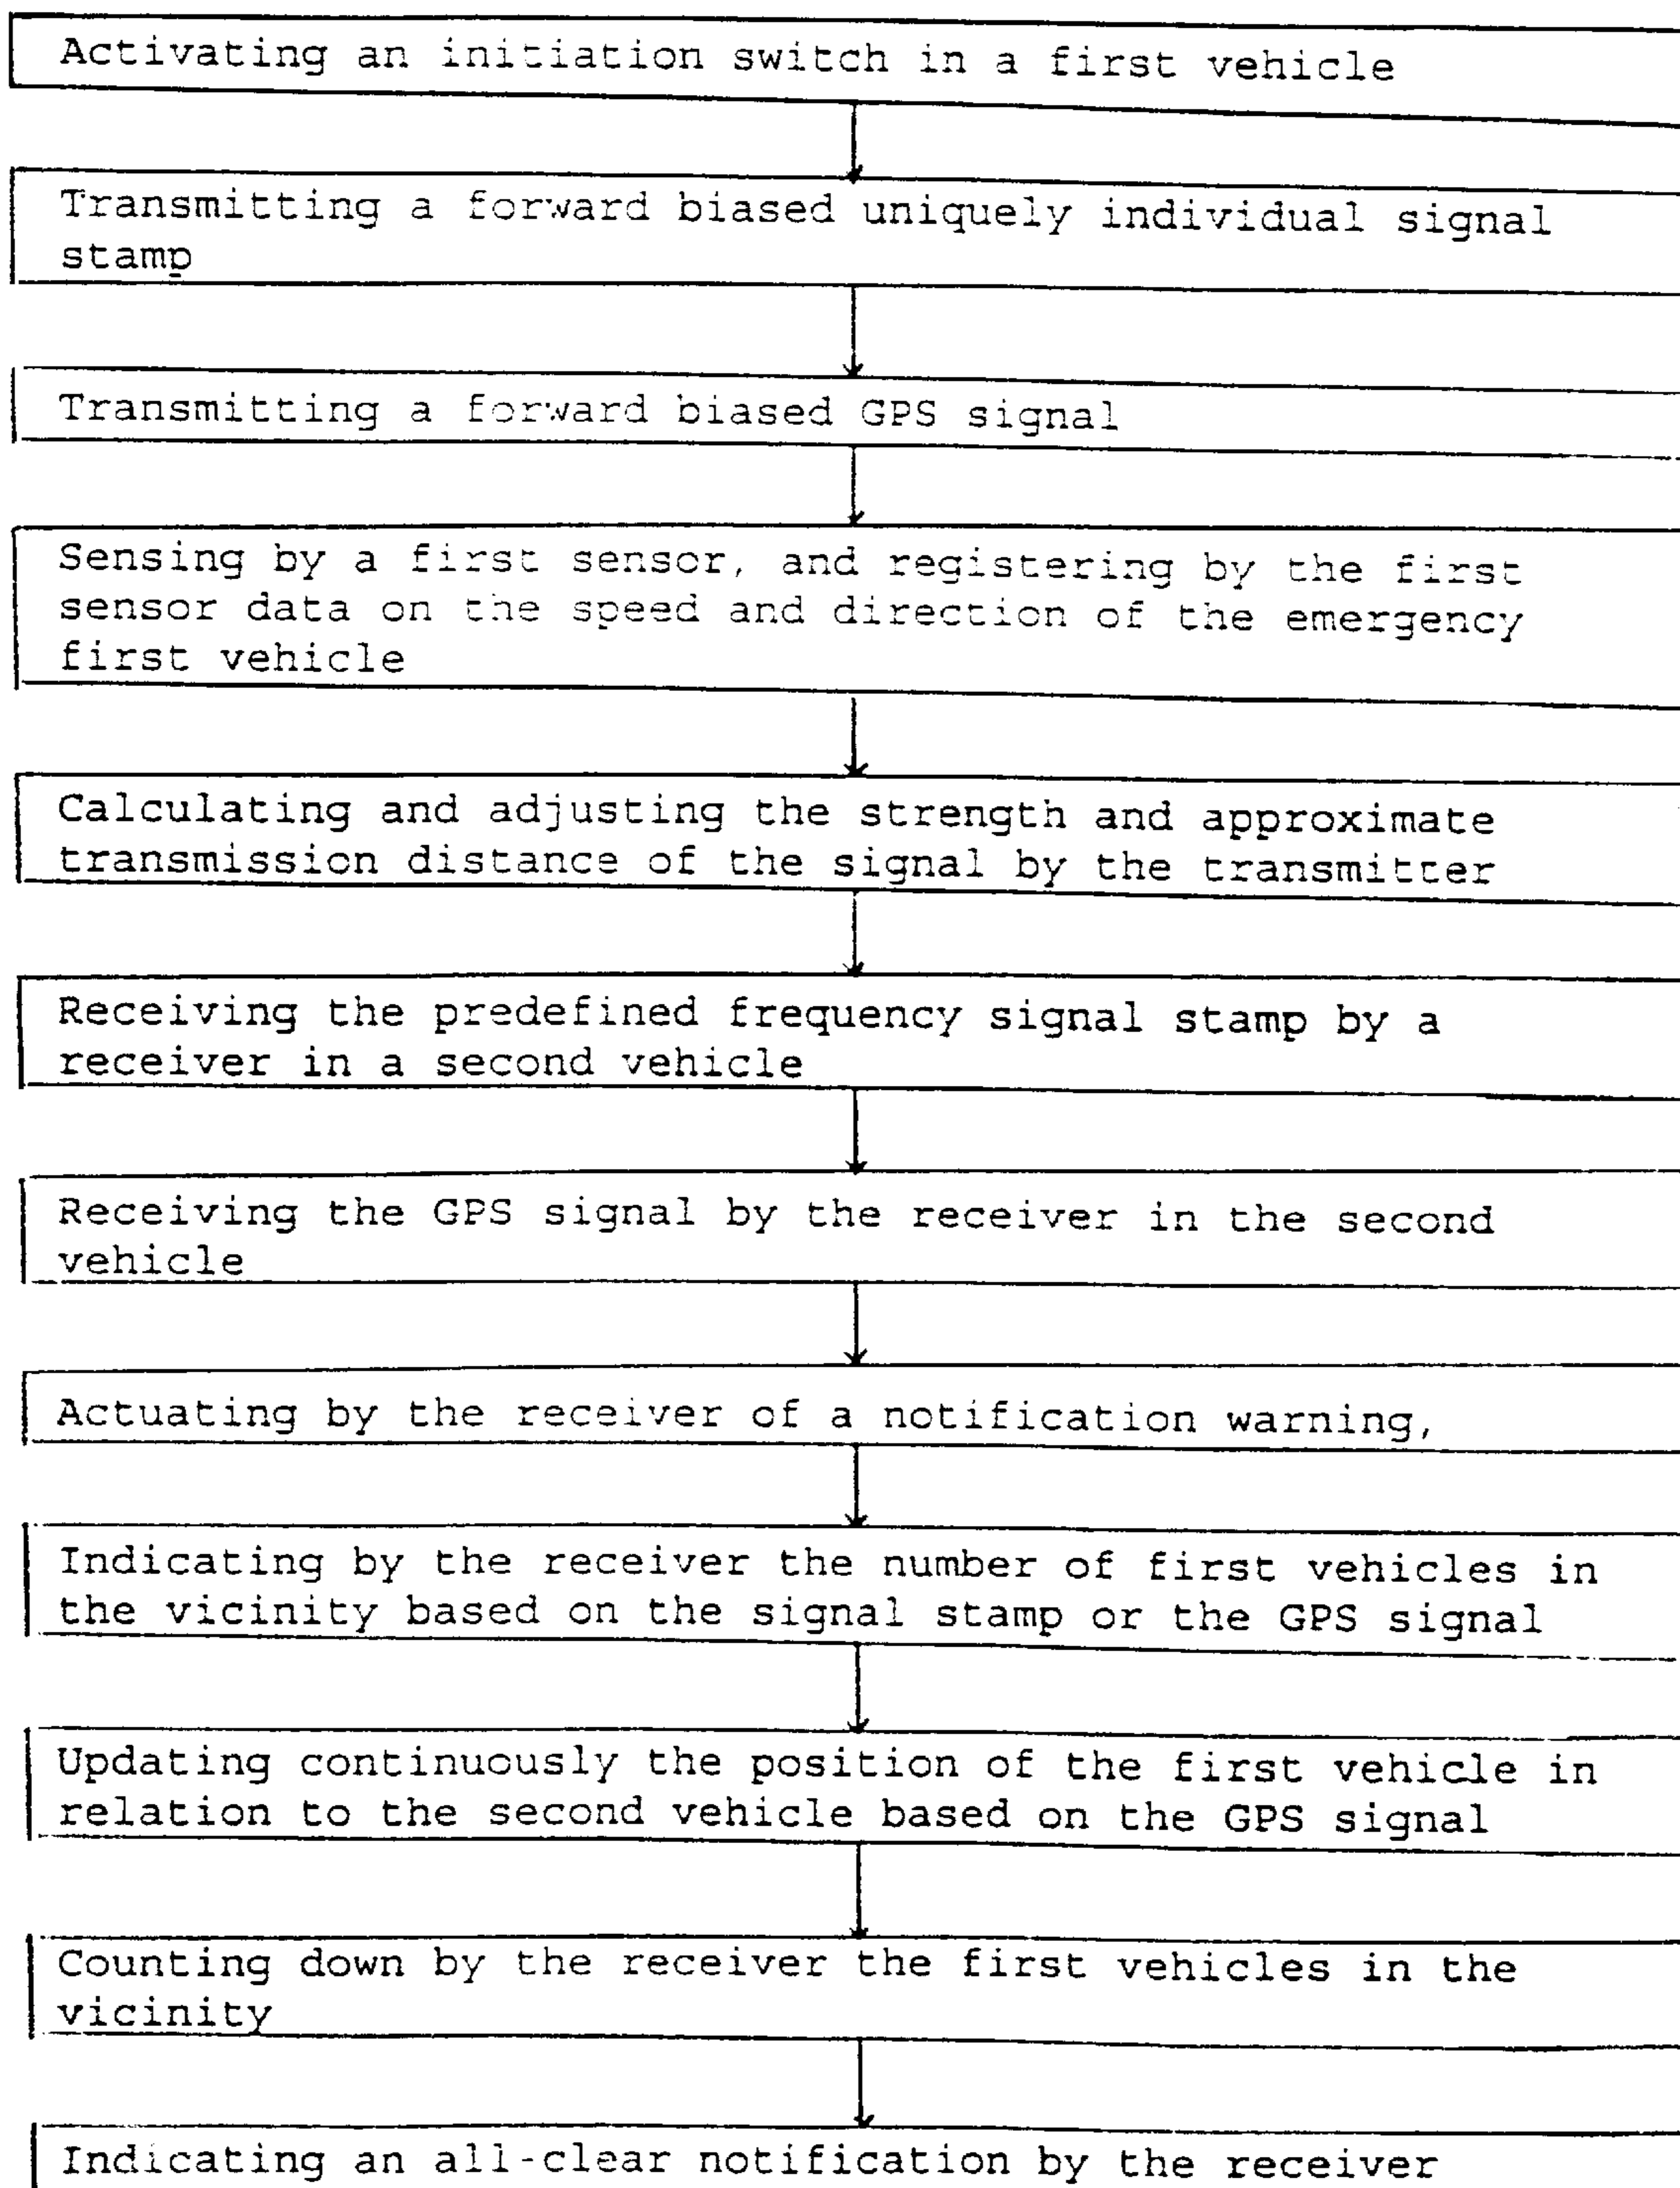 Activating an initiation switch in a first vehicle
Transmitting a forward biased uniquely individual signal
stamp
Transmitting a forward biased GPS signal
Sensing by a first sensor, and registering by the first
sensor data on the speed and direction of the emergency
first vehicle
Calculating and adjusting the strength and approximate
transmission distance of the signal by the transmitter
Receiving the predefined frequency signal stamp by a
receiver in a second vehicle
Receiving the GPS signal by the receiver in the second
vehicle
Actuating by the receiver of a notification warning,
Indicating by the receiver the number of first vehicles in
the vicinity based on the signal stamp or the GPS signal
Updating continuously the position of the first vehicle in
relation to the second vehicle based on the GPS signal
Counting down by the receiver the first vehicles in the
vicinity
Indicating an all-clear notification by the receiver